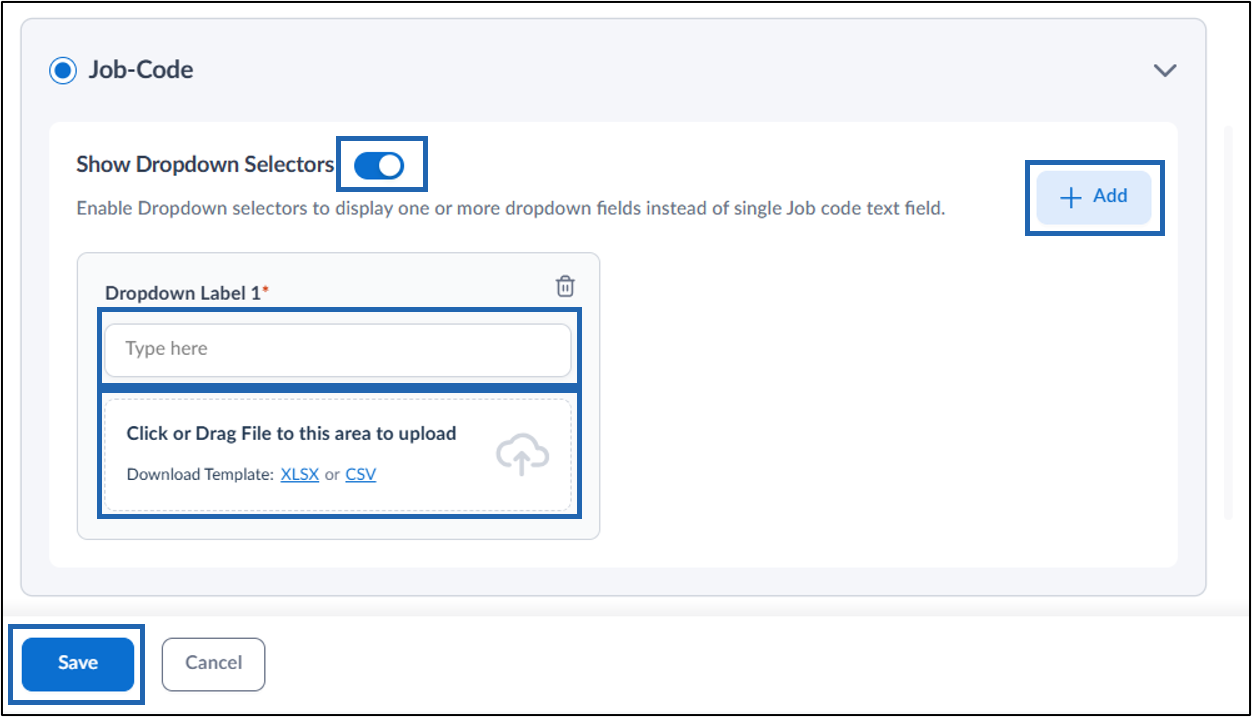 Job-Code
Show Dropdown Selectors
Enable Dropdown selectors to display one or more dropdown fields instead of single Job code text field.
+ Add
Dropdown Label 1*
Type here
Click or Drag File to this area to upload
Download Template: XLSX or CSV
Save
Cancel